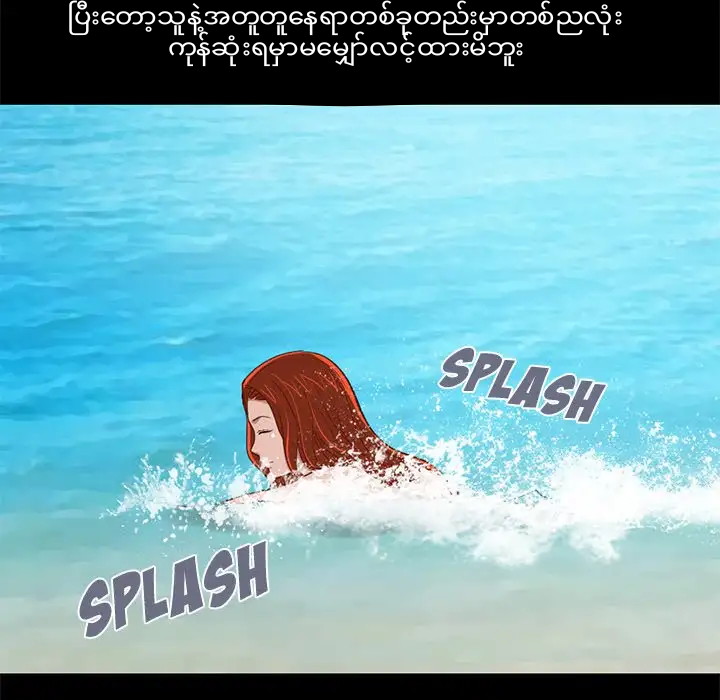 ပြီးတော့သူနဲ့အတူတူနေရာတစ်ခုတည်းမှာတစ်ညလုံး
ကုန်ဆုံးရမှာမမျှော်လင့်ထားမိဘူး
SPLASH
SPLASH